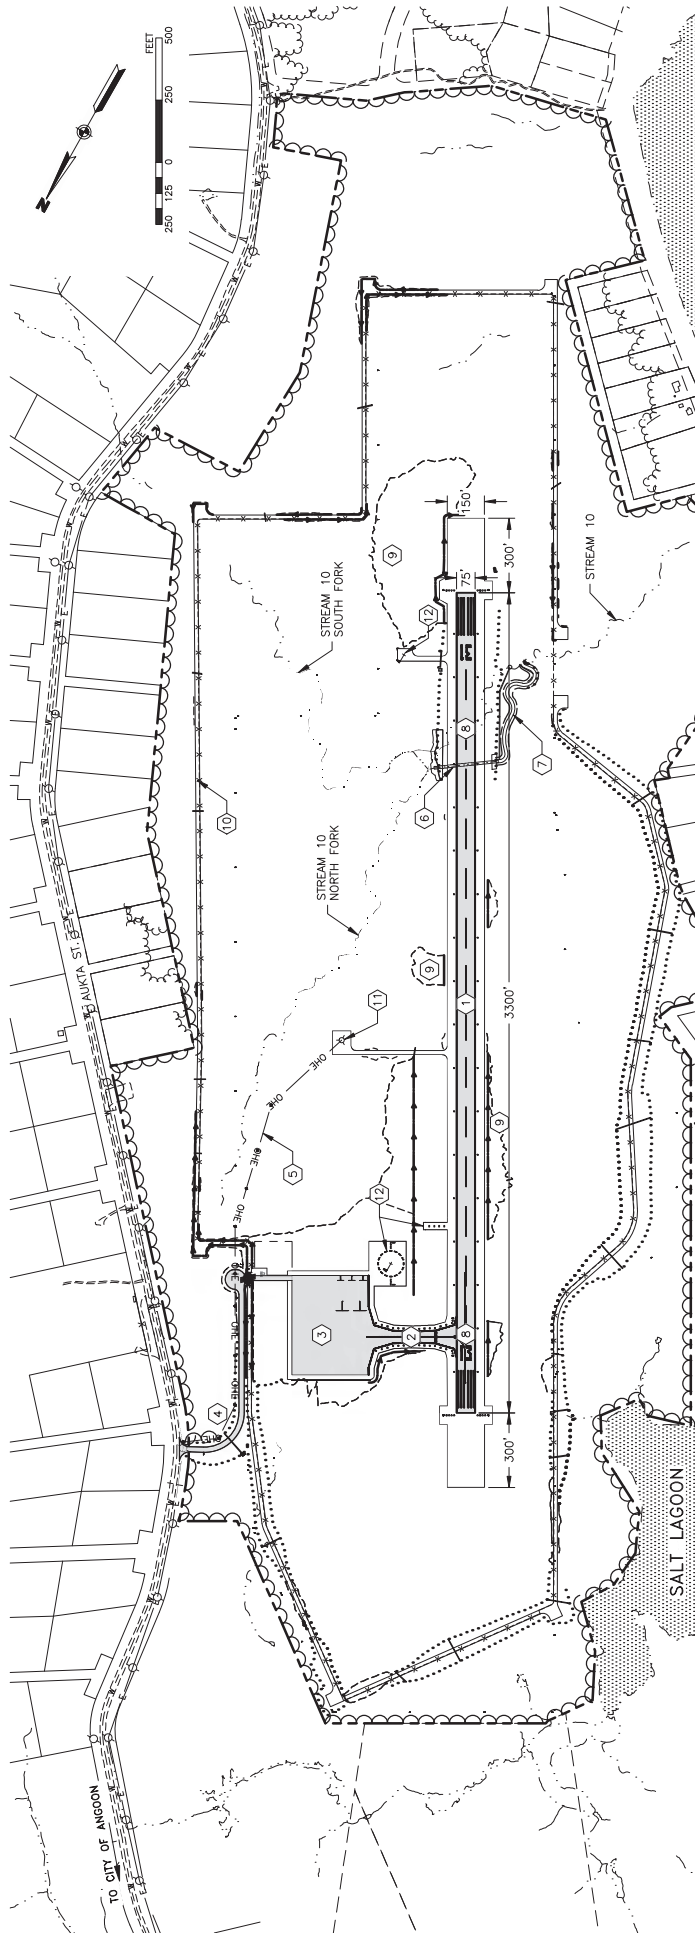 N
FEET
250 125 0 250 500
TO CITY OF ANGOON
AUKTA ST.
W
E
OHE
OHE
OHE
OHE
OHE
OHE
STREAM 10
NORTH FORK
STREAM 10
SOUTH FORK
STREAM 10
SALT LAGOON
1
2
3
4
5
6
7
8
8
9
9
9
10
11
12
12
300'
3300'
300'
75'
150'